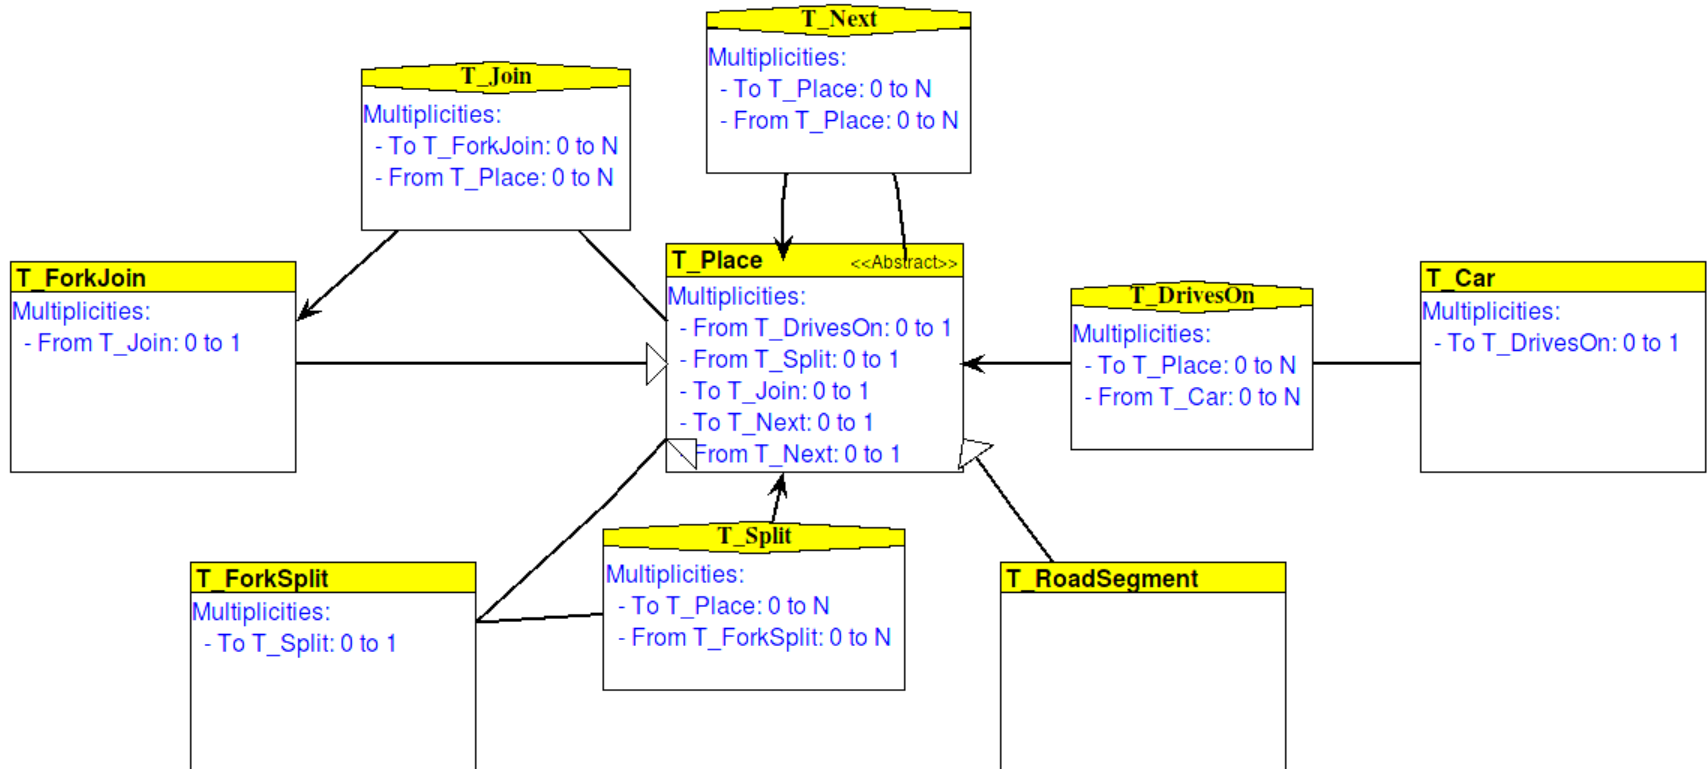 T_Next
Multiplicities:
- To T_Place: 0 to N
- From T_Place: 0 to N
T_Join
Multiplicities:
- To T_ForkJoin: 0 to N
- From T_Place: 0 to N
T_ForkJoin
Multiplicities:
- From T_Join: 0 to 1
T_Place <<Abstract>>
Multiplicities:
- From T_DrivesOn: 0 to 1
- From T_Split: 0 to 1
- To T_Join: 0 to 1
- To T_Next: 0 to 1
From T_Next: 0 to 1
T_DrivesOn
Multiplicities:
- To T_Place: 0 to N
- From T_Car: 0 to N
T_Car
Multiplicities:
- To T_DrivesOn: 0 to 1
T_ForkSplit
Multiplicities:
- To T_Split: 0 to 1
T_Split
Multiplicities:
- To T_Place: 0 to N
- From T_ForkSplit: 0 to N
T_RoadSegment